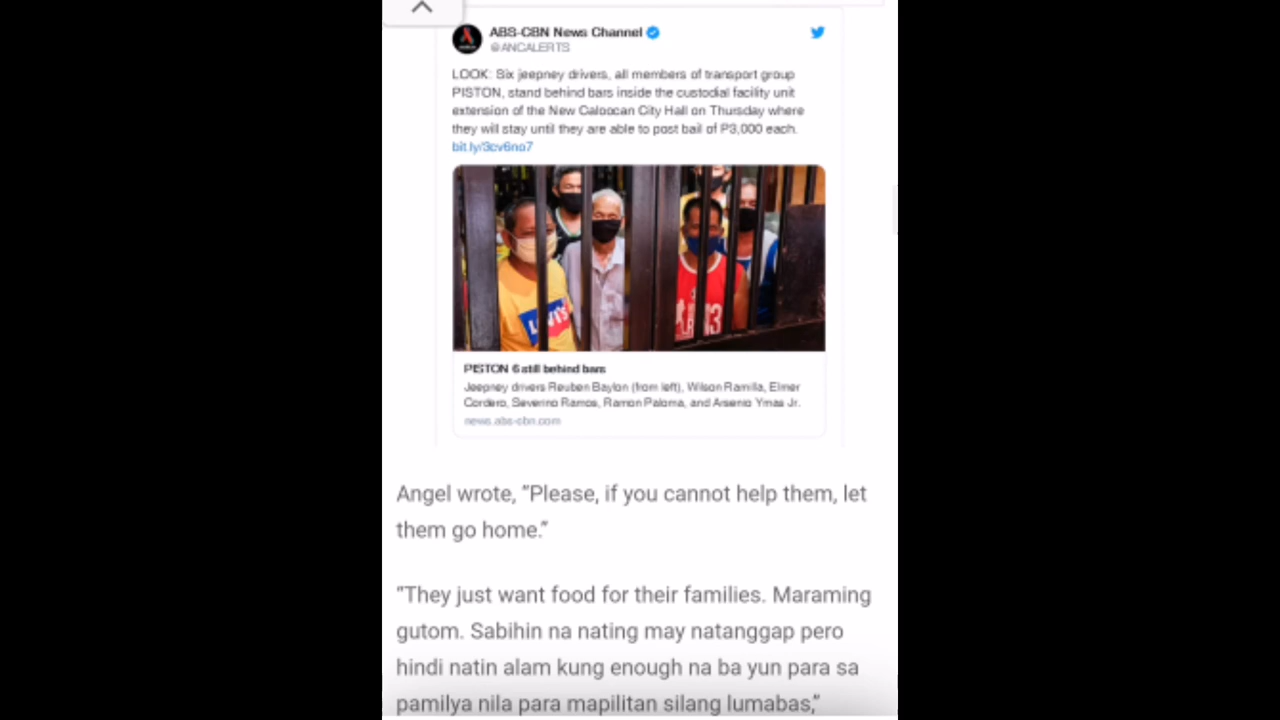 ABS-CBN News Channel
@ANCALERTS
LOOK: Six jeepney drivers, all members of transport group
PISTON, stand behind bars inside the custodial facility unit
extension of the New Caloocan City Hall on Thursday where
they will stay until they are able to post bail of P3,000 each.
bit.ly/3cv6no7
LEVI'S
13
PISTON 6 still behind bars
Jeepney drivers Reuben Baylon (from left), Wilson Ramilla, Elmer
Cordero, Severino Ramos, Ramon Paloma, and Arsenio Ymas Jr.
news.abs-cbn.com
Angel wrote, “Please, if you cannot help them, let
them go home.”
“They just want food for their families. Maraming
gutom. Sabihin na nating may natanggap pero
hindi natin alam kung enough na ba yun para sa
pamilya nila para mapilitan silang lumabas,”